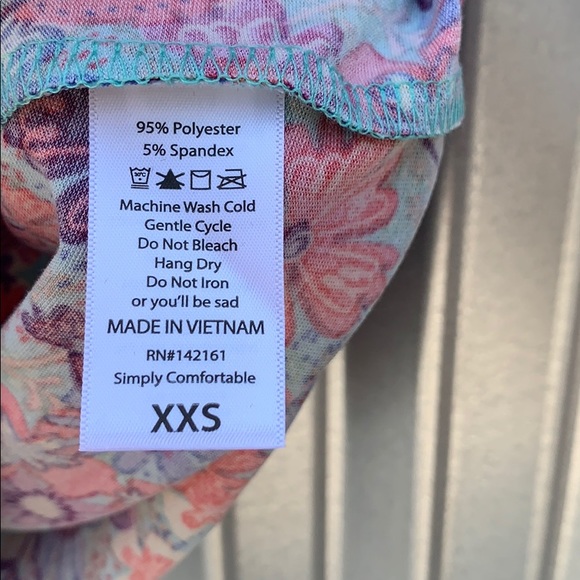 95% Polyester
5% Spandex
Machine Wash Cold
Gentle Cycle
Do Not Bleach
Hang Dry
Do Not Iron
or you'll be sad
MADE IN VIETNAM
RN#142161
Simply Comfortable
XXS